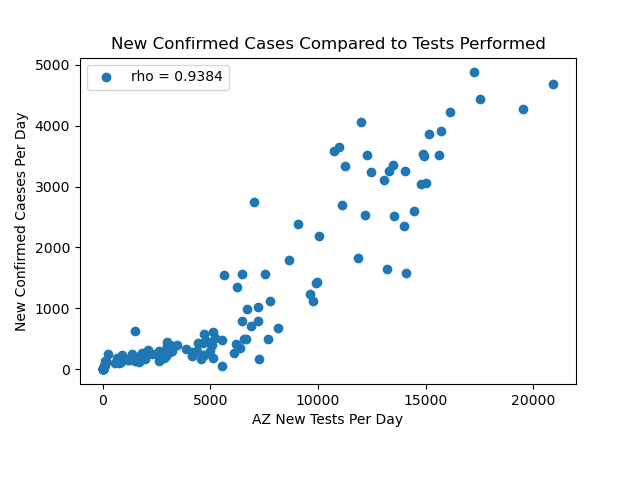 New Confirmed Cases Compared to Tests Performed
rho = 0.9384
5000
4000
3000
2000
1000
0
New Confirmed Caeses Per Day
0
5000
10000
15000
20000
AZ New Tests Per Day